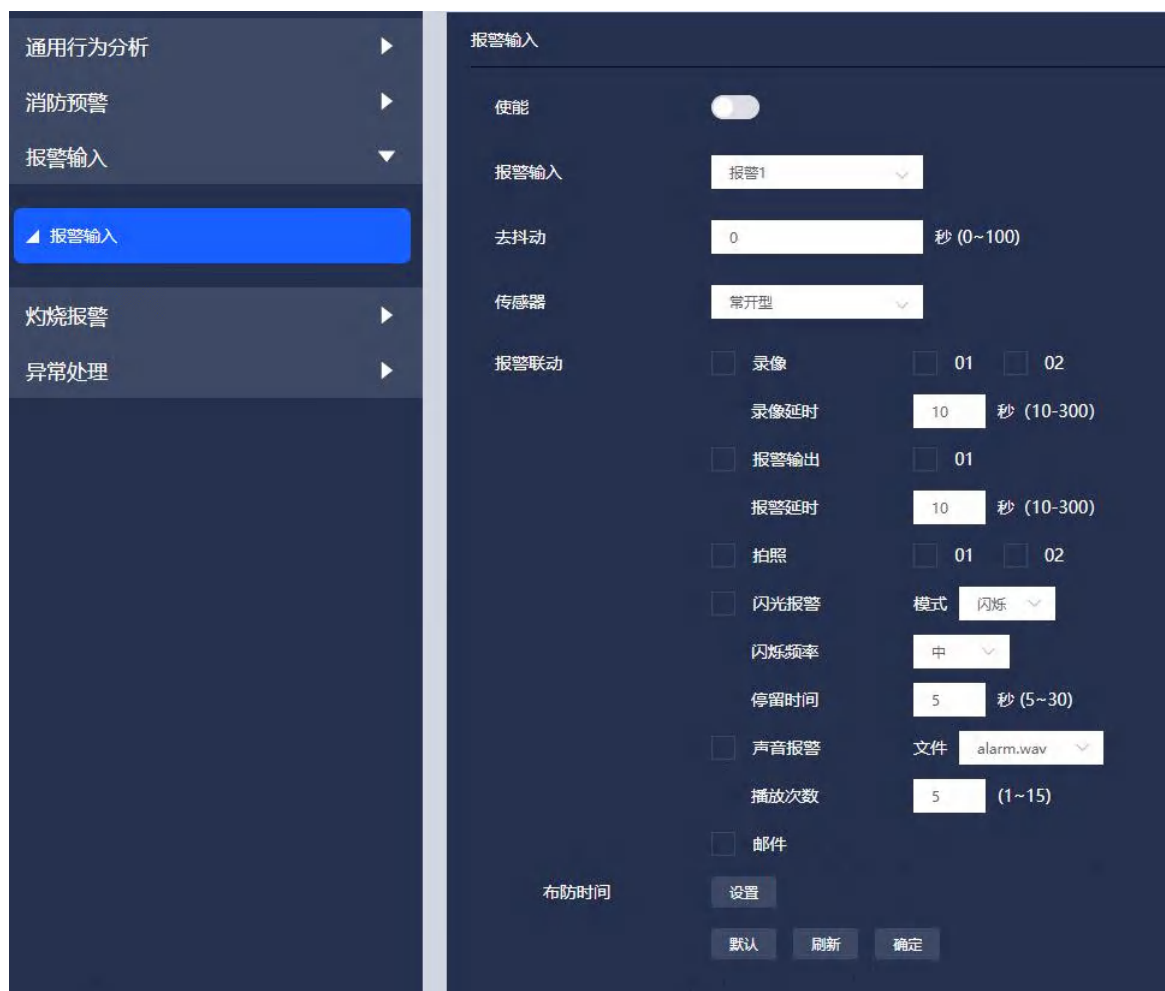 通用行为分析
消防预警
报警输入
报警输入
灼烧报警
异常处理
报警输入
使能
报警输入 报警1
去抖动 0 秒 (0~100)
传感器 常开型
报警联动 录像 01 02
录像延时 10 秒 (10-300)
报警输出 01
报警延时 10 秒 (10-300)
拍照 01 02
闪光报警 模式 闪烁
闪烁频率 中
停留时间 5 秒 (5~30)
声音报警 文件 alarm.wav
播放次数 5 (1~15)
邮件
布防时间 设置
默认 刷新 确定